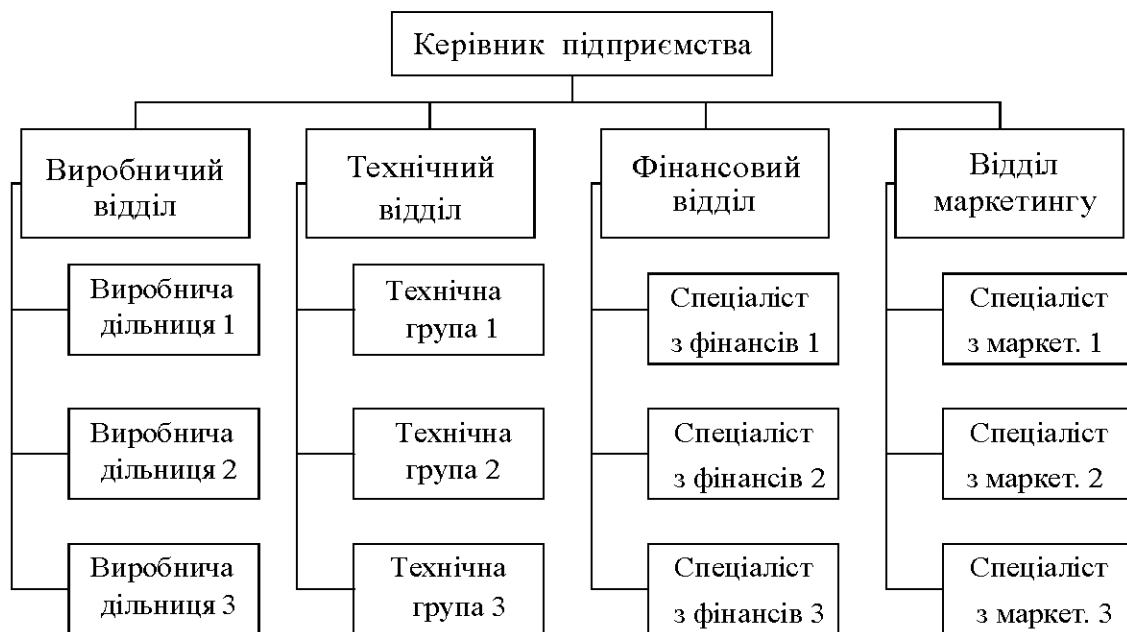 Керівник підприємства
Виробничий
відділ
Технічний
відділ
Фінансовий
відділ
Відділ
маркетингу
Виробнича
дільниця 1
Технічна
група 1
Спеціаліст
з фінансів 1
Спеціаліст
з маркет. 1
Виробнича
дільниця 2
Технічна
група 2
Спеціаліст
з фінансів 2
Спеціаліст
з маркет. 2
Виробнича
дільниця 3
Технічна
група 3
Спеціаліст
з фінансів 3
Спеціаліст
з маркет. 3